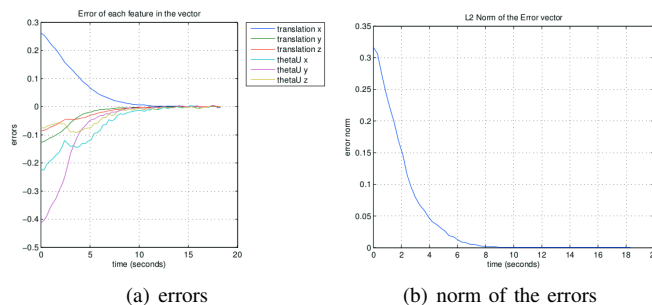 Error of each feature in the vector
0.3
0.2
0.1
0
−0.1
−0.2
−0.3
−0.4
−0.5
errors
0
5
10
15
20
time (seconds)
translation x
translation y
translation z
thetaU x
thetaU y
thetaU z
(a) errors
L2 Norm of the Error vector
0.35
0.3
0.25
0.2
0.15
0.1
0.05
0
error norm
0
2
4
6
8
10
12
14
16
18
20
time (seconds)
(b) norm of the errors